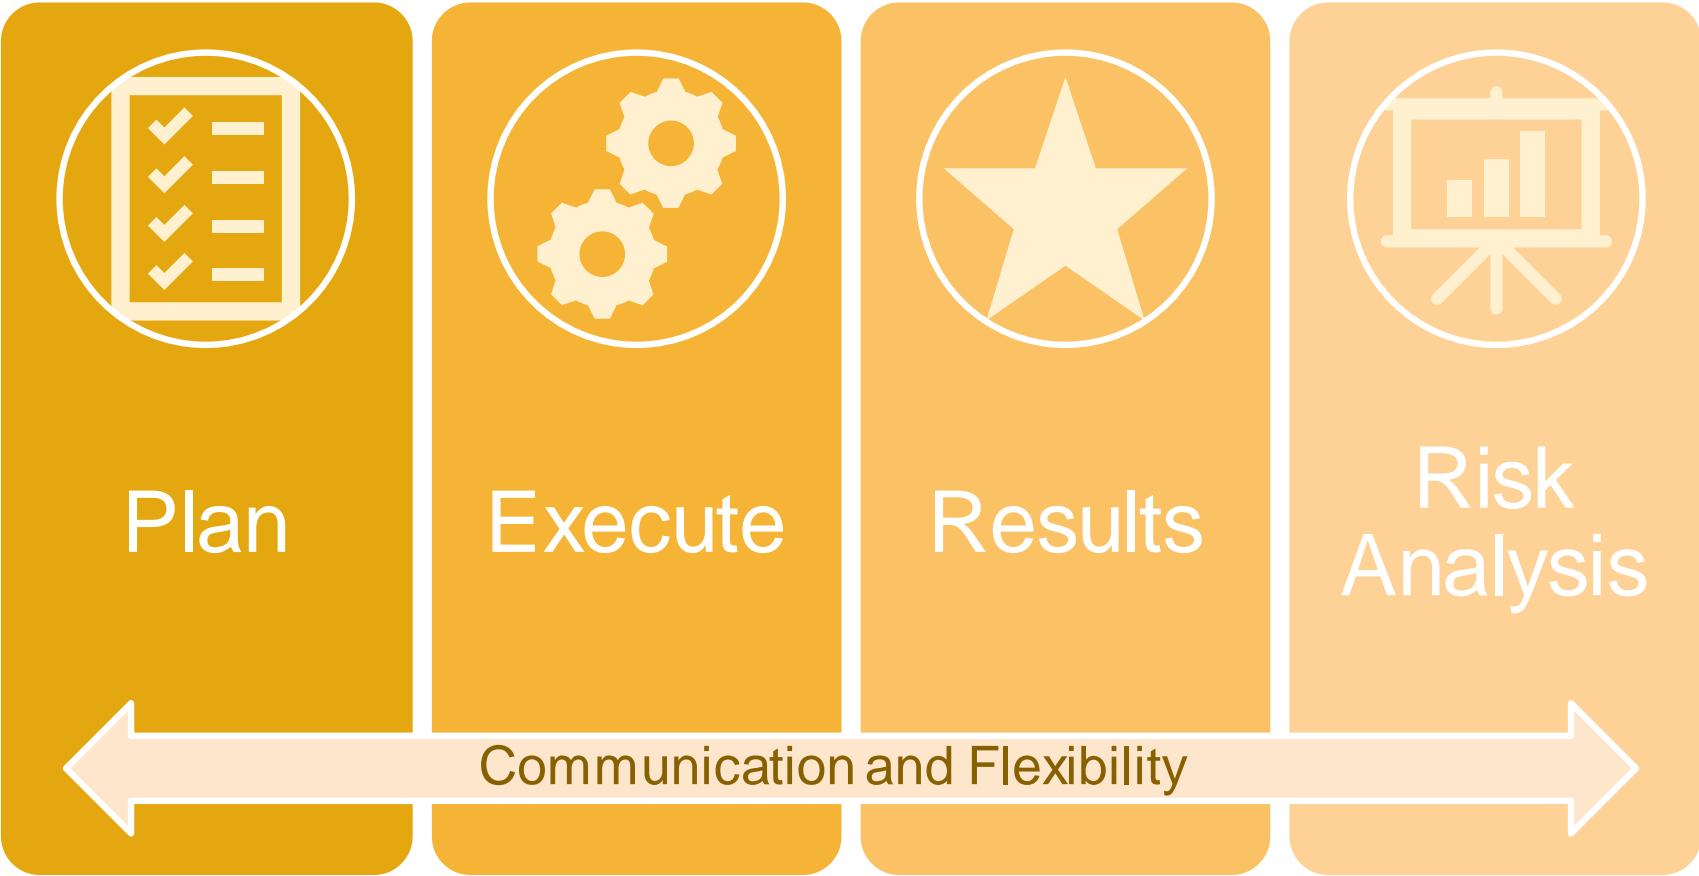 Plan
Execute
Results
Risk
Analysis
Communication and Flexibility